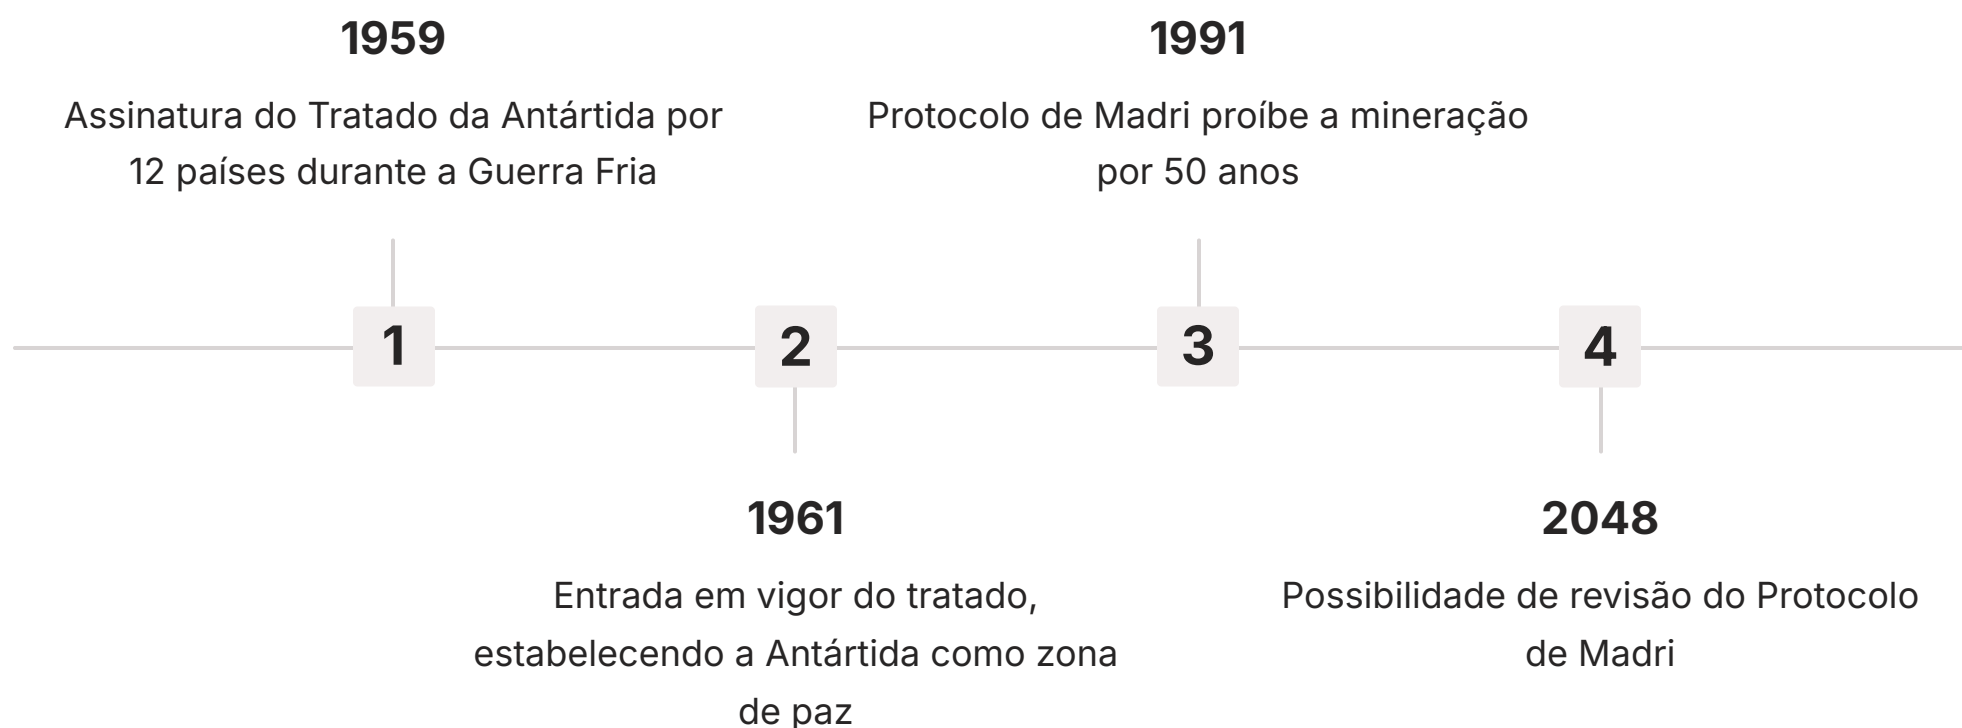 1959
Assinatura do Tratado da Antártida por
12 países durante a Guerra Fria
1991
Protocolo de Madri proíbe a mineração
por 50 anos
1
2
3
4
1961
Entrada em vigor do tratado,
estabelecendo a Antártida como zona
de paz
2048
Possibilidade de revisão do Protocolo
de Madri